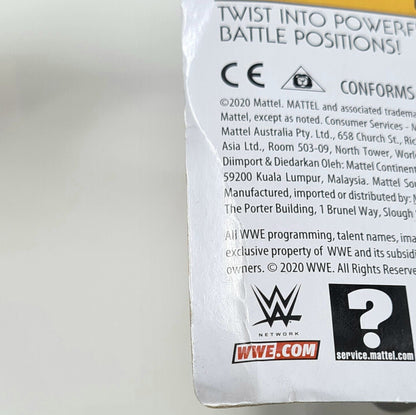 TWIST INTO POWERF
BATTLE POSITIONS!
CE CONFORMS
©2020 Mattel. MATTEL and associated tradema
Mattel, except as noted. Consumer Services - N
Mattel Australia Pty. Ltd., 658 Church St., Ric
Asia Ltd., Room 503-09, North Tower, Worl
Diimport & Diedarkan Oleh: Mattel Continent
59200 Kuala Lumpur, Malaysia. Mattel Sou
Manufactured, imported or distributed by: M
The Porter Building, 1 Brunel Way, Slough
All WWE programming, talent names, ima
exclusive property of WWE and its subsidi
owners. © 2020 WWE. All Rights Reserve
W
NETWORK
WWE.COM
?
service.mattel.com